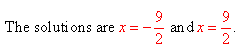 The solutions are x = -9/2 and x = 9/2.